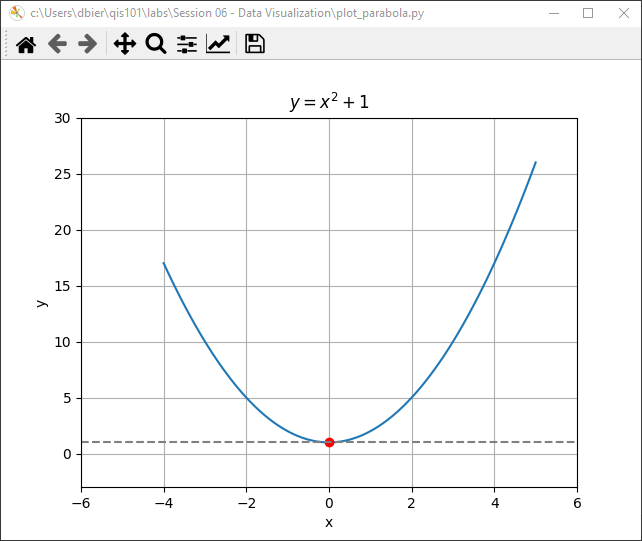 c:\Users\dbier\qis101\labs\Session 06 - Data Visualization\plot_parabola.py
y = x² + 1
30
25
20
15
10
5
0
y
−6 −4 −2 0 2 4 6
x